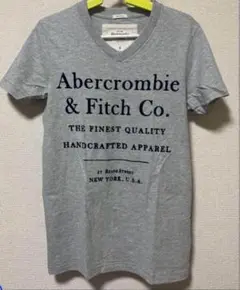 Abercrombie
& Fitch Co.
THE FINEST QUALITY
HANDCRAFTED APPAREL
NEW YORK, U.S.A.